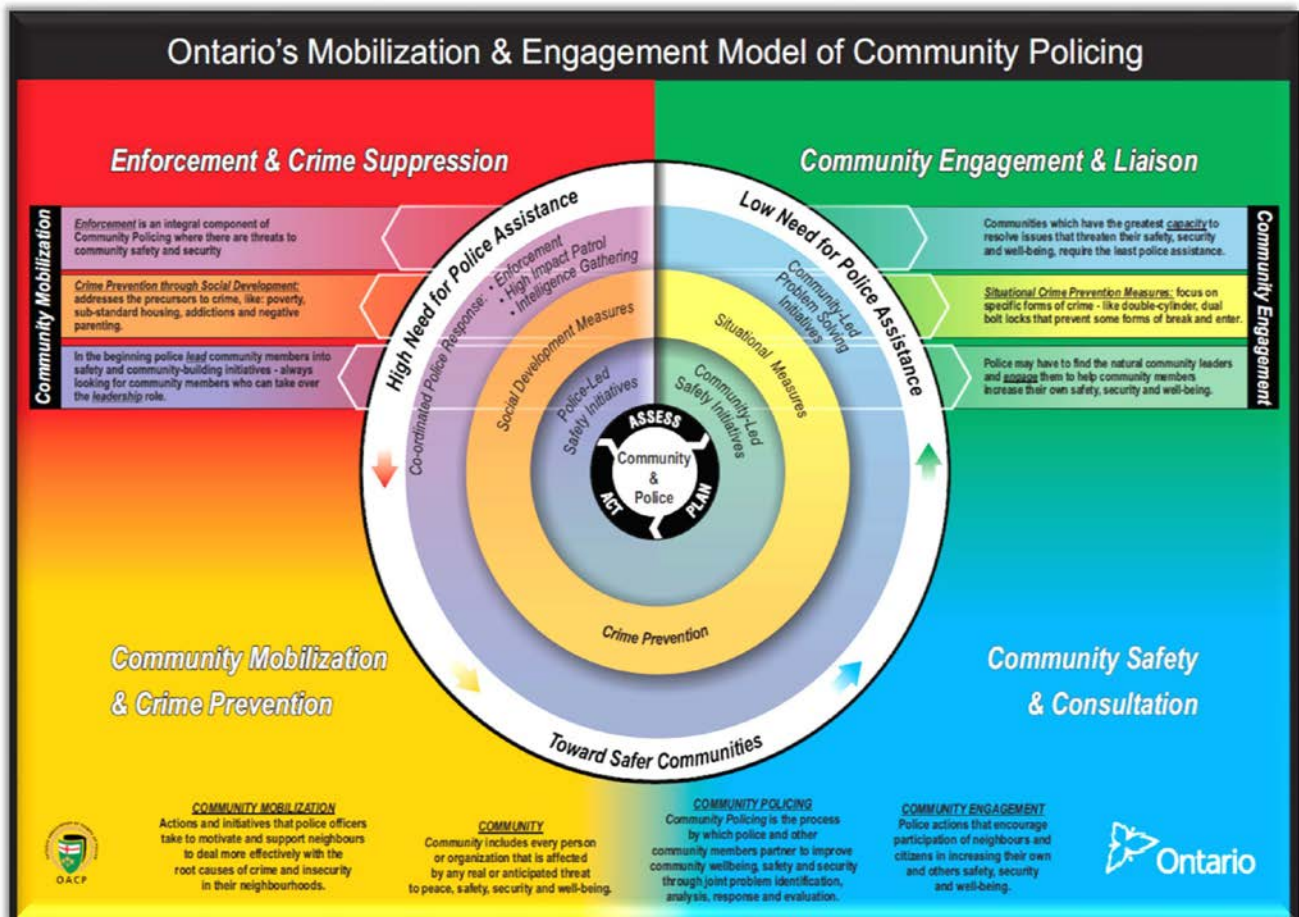 Ontario's Mobilization & Engagement Model of Community Policing
Enforcement & Crime Suppression
Community Engagement & Liaison
Community Mobilization
Enforcement is an integral component of
Community Policing where there are threats to
community safety and security
Crime Prevention through Social Development:
addresses the precursors to crime, like: poverty,
sub-standard housing, addictions and negative
parenting.
In the beginning police lead community members into
safety and community-building initiatives - always
looking for community members who can take over
the leadership role.
High Need for Police Assistance
Low Need for Police Assistance
Co-ordinated Police Response:
• Enforcement
• High Impact Patrol
• Intelligence Gathering
Social Development Measures
Police-Led
Safety Initiatives
Community-Led
Problem Solving
Initiatives
Situational Measures
Community-Led
Safety Initiatives
ASSESS
PLAN
ACT
Community
&
Police
Crime Prevention
Toward Safer Communities
Community Engagement
Communities which have the greatest capacity to
resolve issues that threaten their safety, security
and well-being, require the least police assistance.
Situational Crime Prevention Measures: focus on
specific forms of crime - like double-cylinder, dual
bolt locks that prevent some forms of break and enter.
Police may have to find the natural community leaders
and engage them to help community members
increase their own safety, security and well-being.
Community Mobilization
& Crime Prevention
Community Safety
& Consultation
OACP
COMMUNITY MOBILIZATION
Actions and initiatives that police officers
take to motivate and support neighbours
to deal more effectively with the
root causes of crime and insecurity
in their neighbourhoods.
COMMUNITY
Community includes every person
or organization that is affected
by any real or anticipated threat
to peace, safety, security and well-being.
COMMUNITY POLICING
Community Policing is the process
by which police and other
community members partner to improve
community wellbeing, safety and security
through joint problem identification,
analysis, response and evaluation.
COMMUNITY ENGAGEMENT
Police actions that encourage
participation of neighbours and
citizens in increasing their own
and others safety, security
and well-being.
Ontario